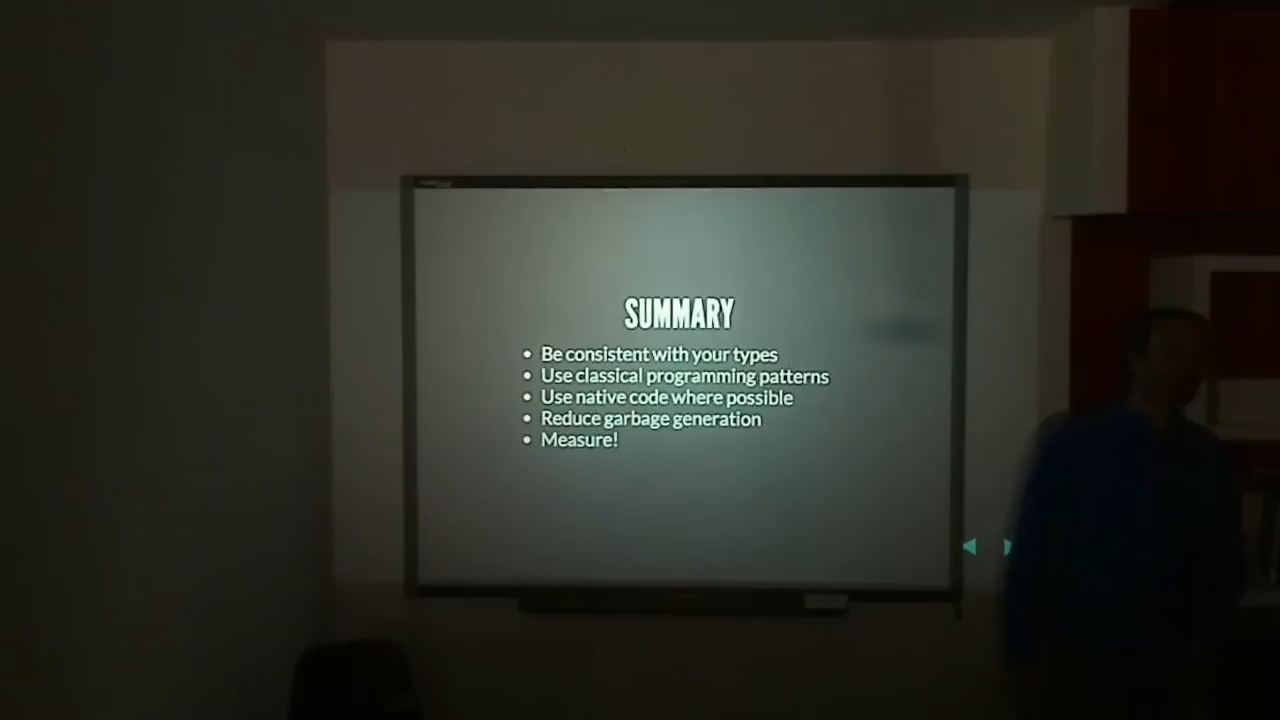 SUMMARY
• Be consistent with your types
• Use classical programming patterns
• Use native code where possible
• Reduce garbage generation
• Measure!